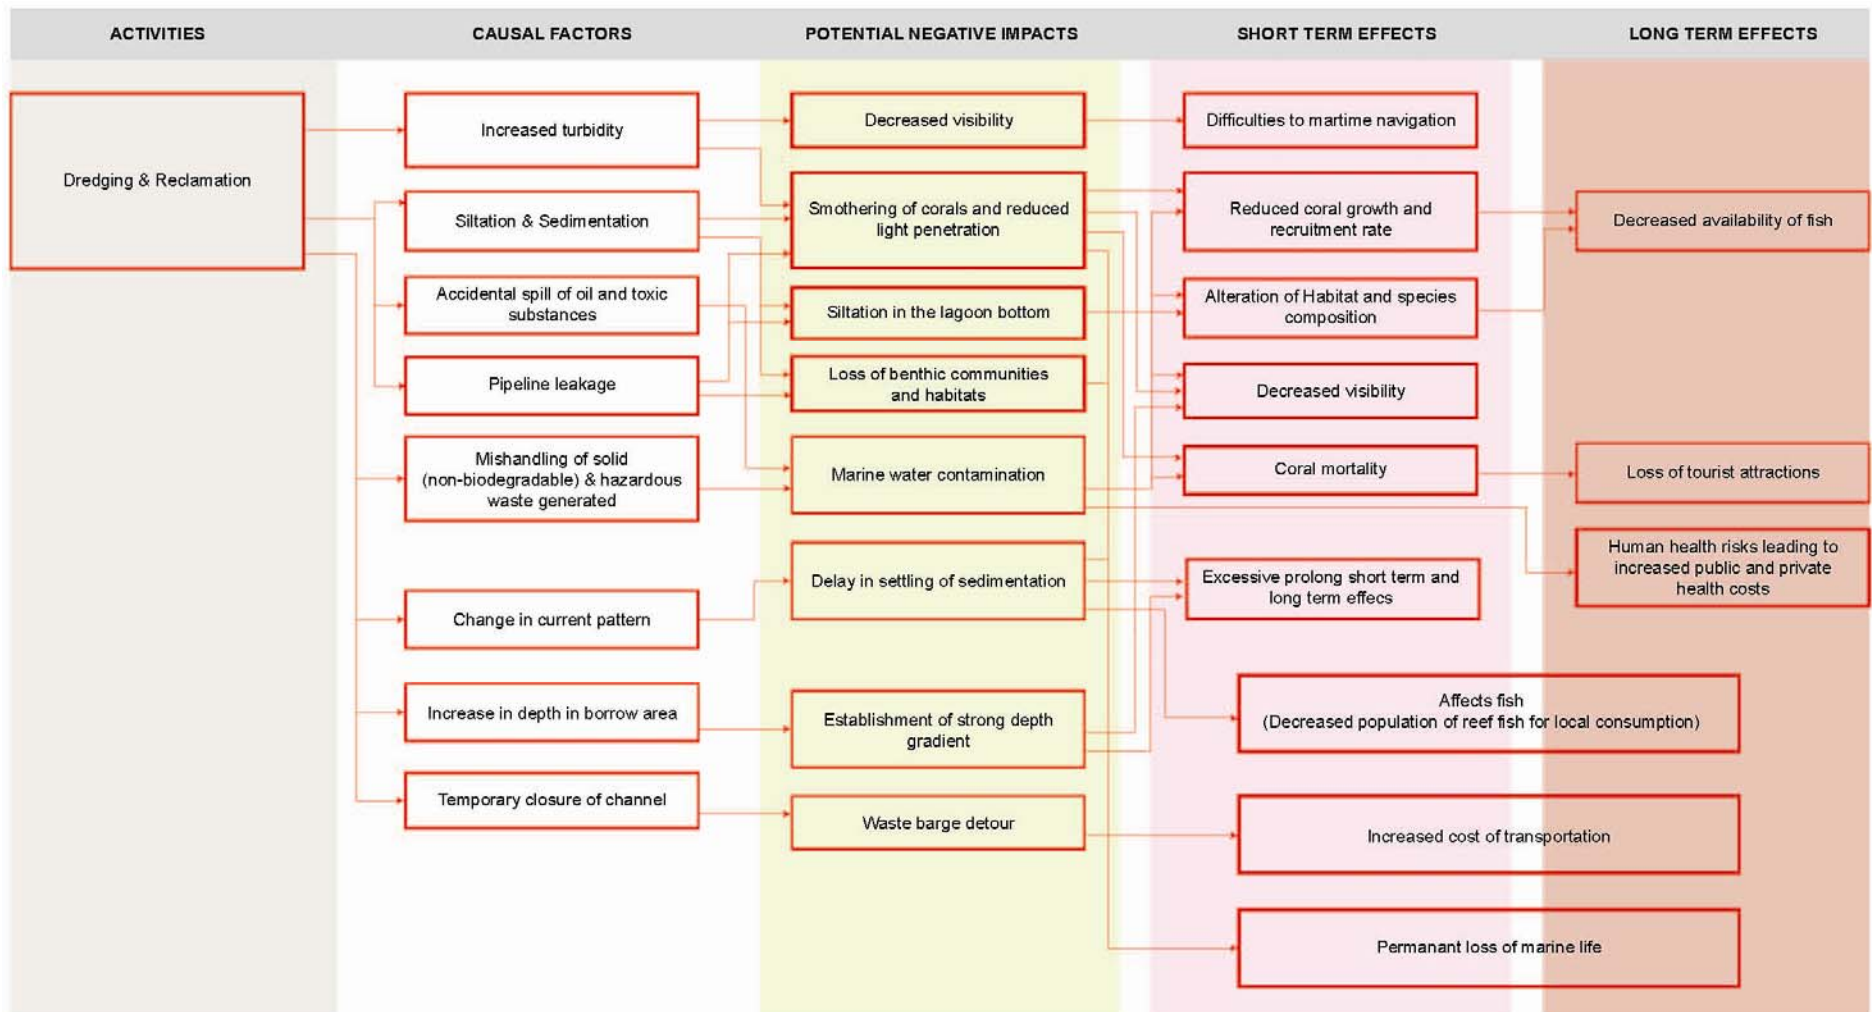 ACTIVITIES
CAUSAL FACTORS
POTENTIAL NEGATIVE IMPACTS
SHORT TERM EFFECTS
LONG TERM EFFECTS
Dredging & Reclamation
Increased turbidity
Siltation & Sedimentation
Accidental spill of oil and toxic
substances
Pipeline leakage
Mishandling of solid
(non-biodegradable) & hazardous
waste generated
Change in current pattern
Increase in depth in borrow area
Temporary closure of channel
Decreased visibility
Smothering of corals and reduced
light penetration
Siltation in the lagoon bottom
Loss of benthic communities
and habitats
Marine water contamination
Delay in settling of sedimentation
Establishment of strong depth
gradient
Waste barge detour
Difficulties to martime navigation
Reduced coral growth and
recruitment rate
Alteration of Habitat and species
composition
Decreased visibility
Coral mortality
Excessive prolong short term and
long term effecs
Affects fish
(Decreased population of reef fish for local consumption)
Increased cost of transportation
Permanant loss of marine life
Decreased availability of fish
Loss of tourist attractions
Human health risks leading to
increased public and private
health costs